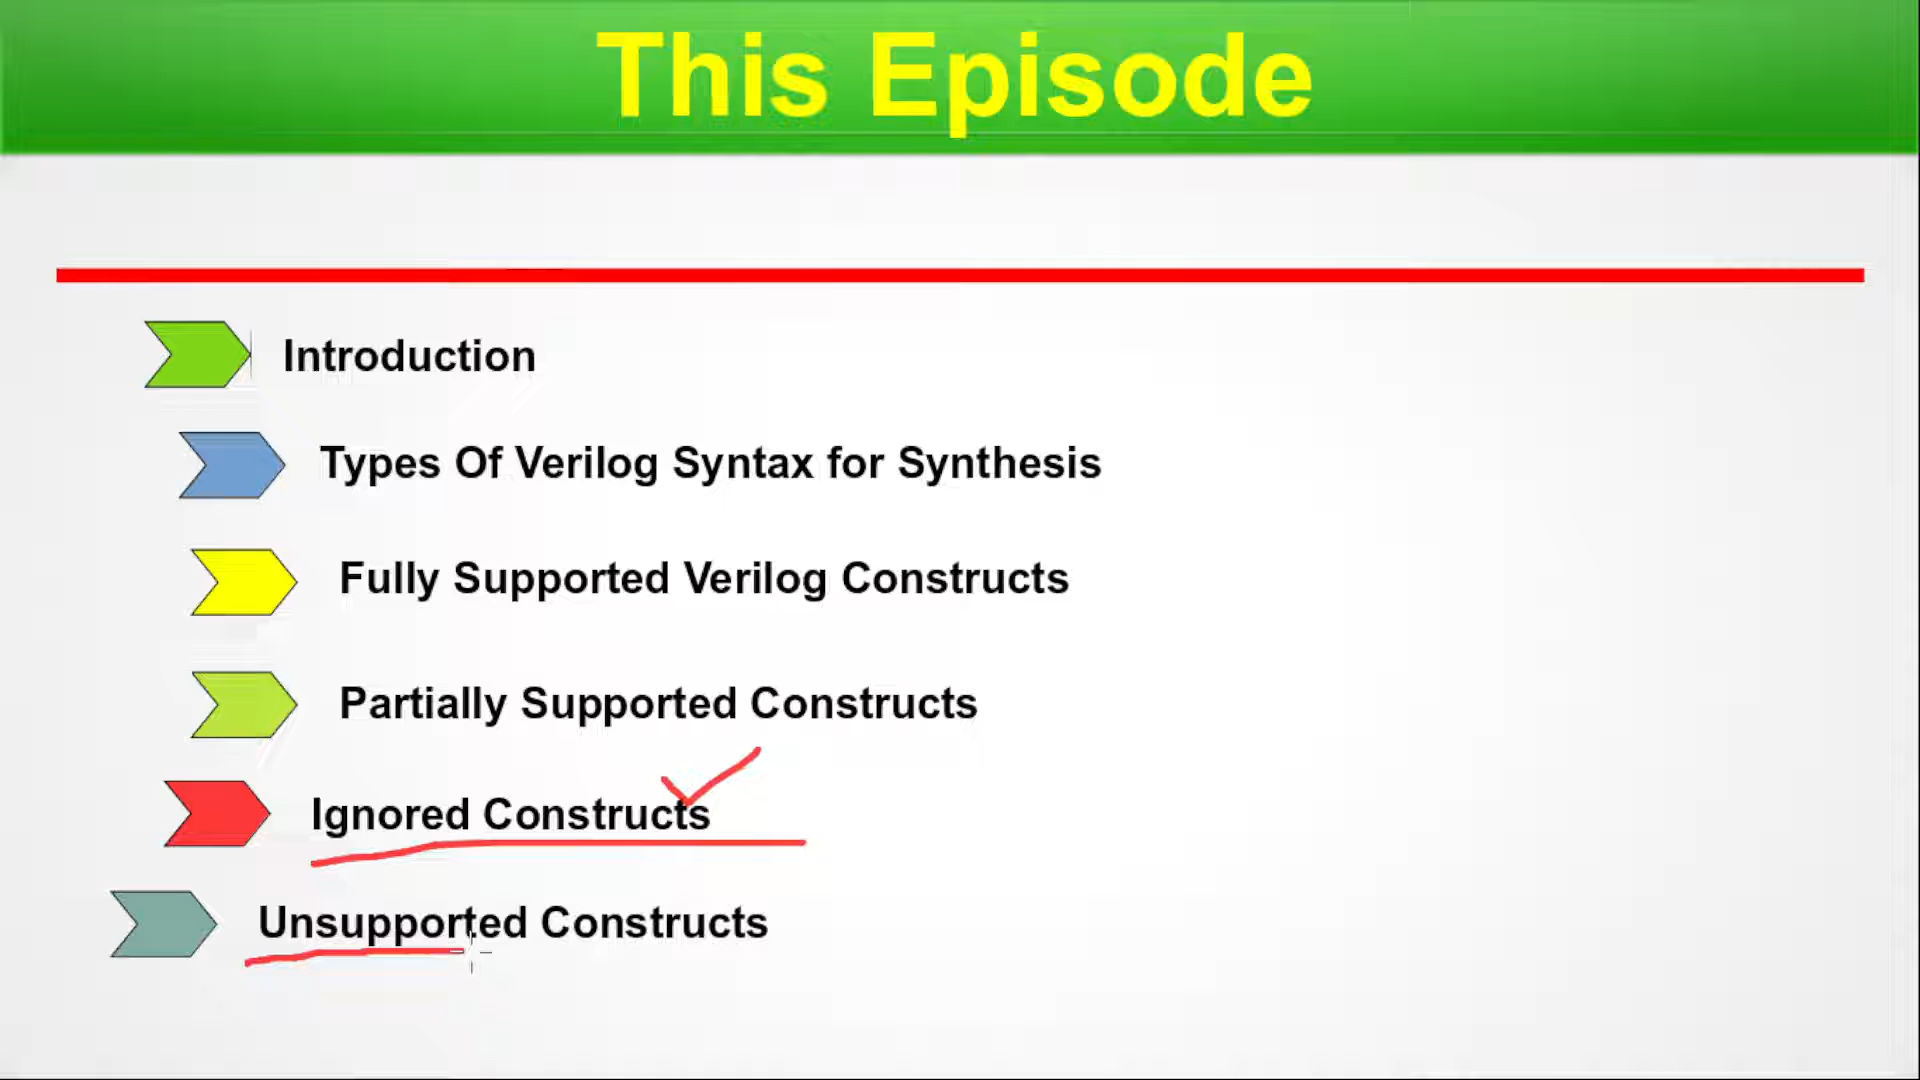 This Episode
Introduction
Types Of Verilog Syntax for Synthesis
Fully Supported Verilog Constructs
Partially Supported Constructs
Ignored Constructs
Unsupported Constructs